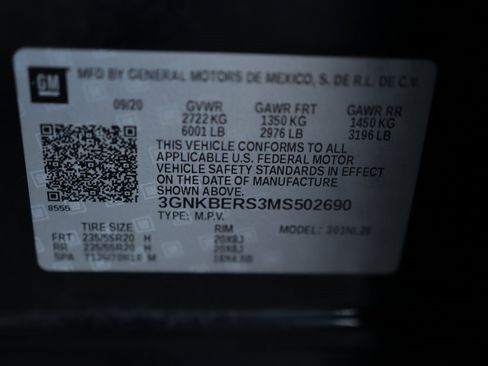 GM
MFD BY GENERAL MOTORS DE MEXICO, S. DE R.L. DE C.V.
09/20 GVWR GAWR FRT GAWR RR
2722 KG 1350 KG 1450 KG
6001 LB 2976 LB 3196 LB
THIS VEHICLE CONFORMS TO ALL
APPLICABLE U.S. FEDERAL MOTOR
VEHICLE SAFETY STANDARDS IN EFFECT
ON THE DATE OF MANUFACTURE
SHOWN ABOVE.
8555 3GNKBERS3MS502690
TYPE: M.P.V.
TIRE SIZE RIM MODEL:
FRT 235/55R20 H 20X8J
RR 235/55R20 H 20X8J
SPA